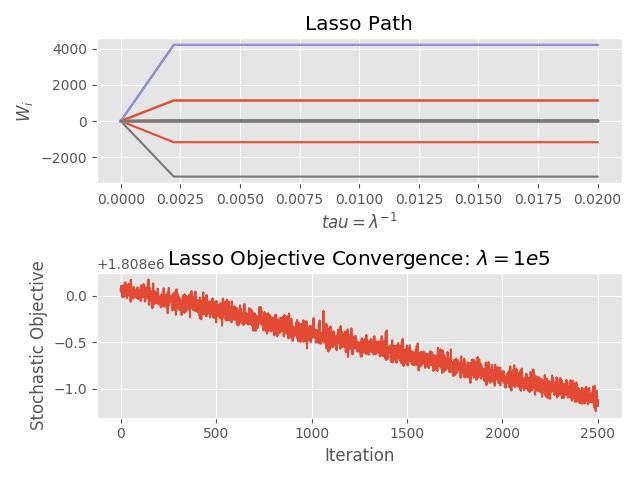 Lasso Path
4000
2000
0
−2000
W_i
0.0000 0.0025 0.0050 0.0075 0.0100 0.0125 0.0150 0.0175 0.0200
tau = λ⁻¹
+1.808e6
Lasso Objective Convergence: λ = 1e5
0.0
−0.5
−1.0
Stochastic Objective
0 500 1000 1500 2000 2500
Iteration